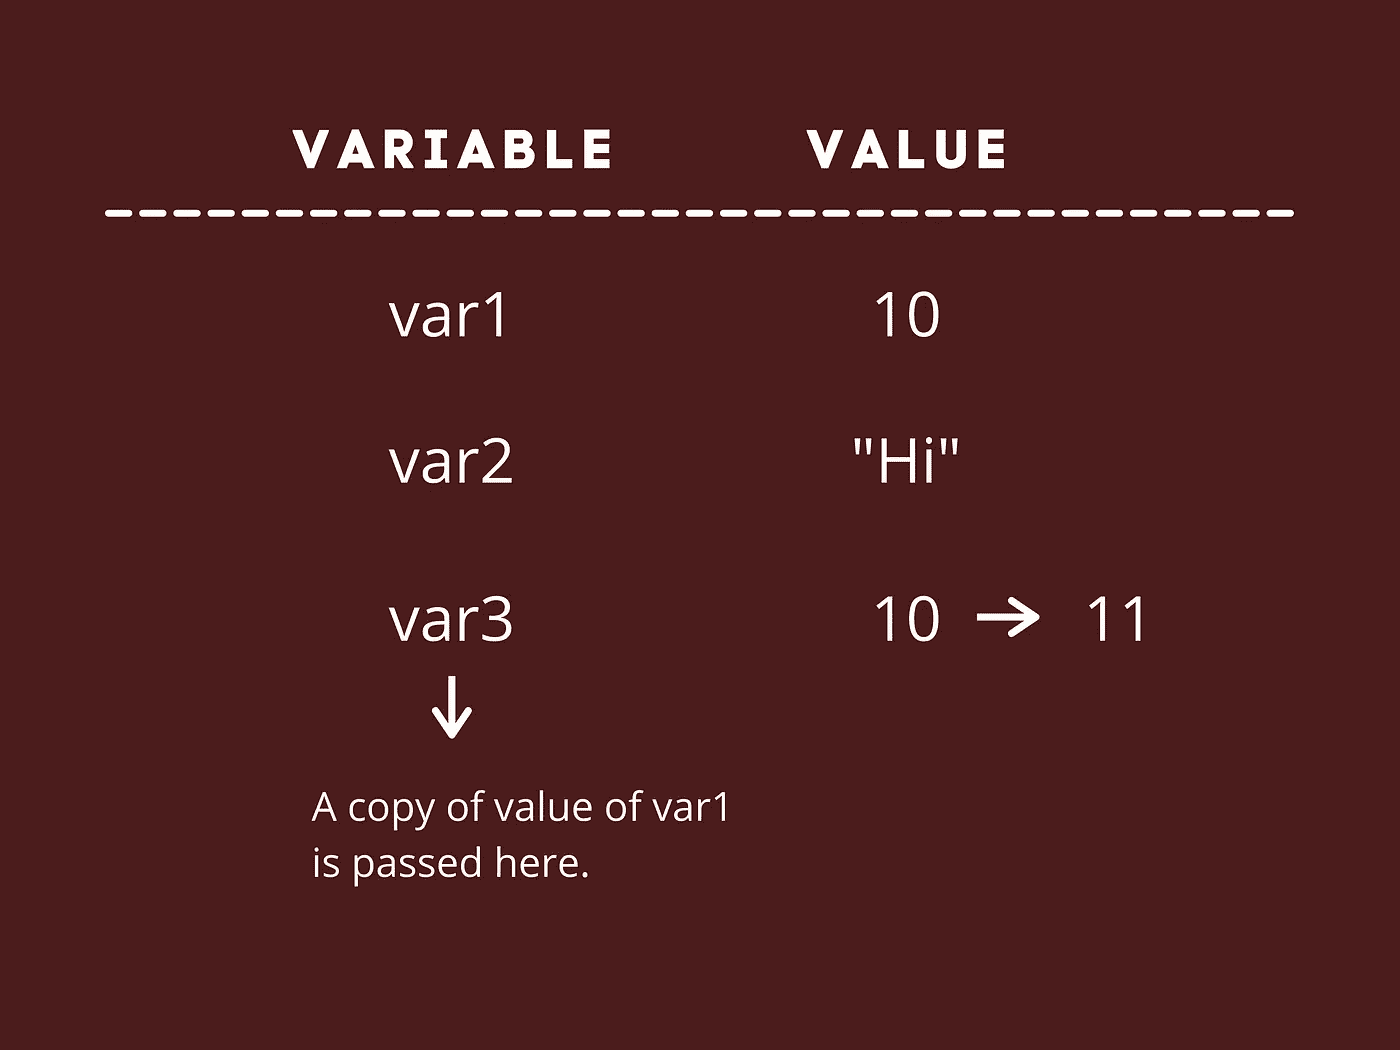 VARIABLE VALUE
var1 10
var2 "Hi"
var3 10 → 11
A copy of value of var1
is passed here.